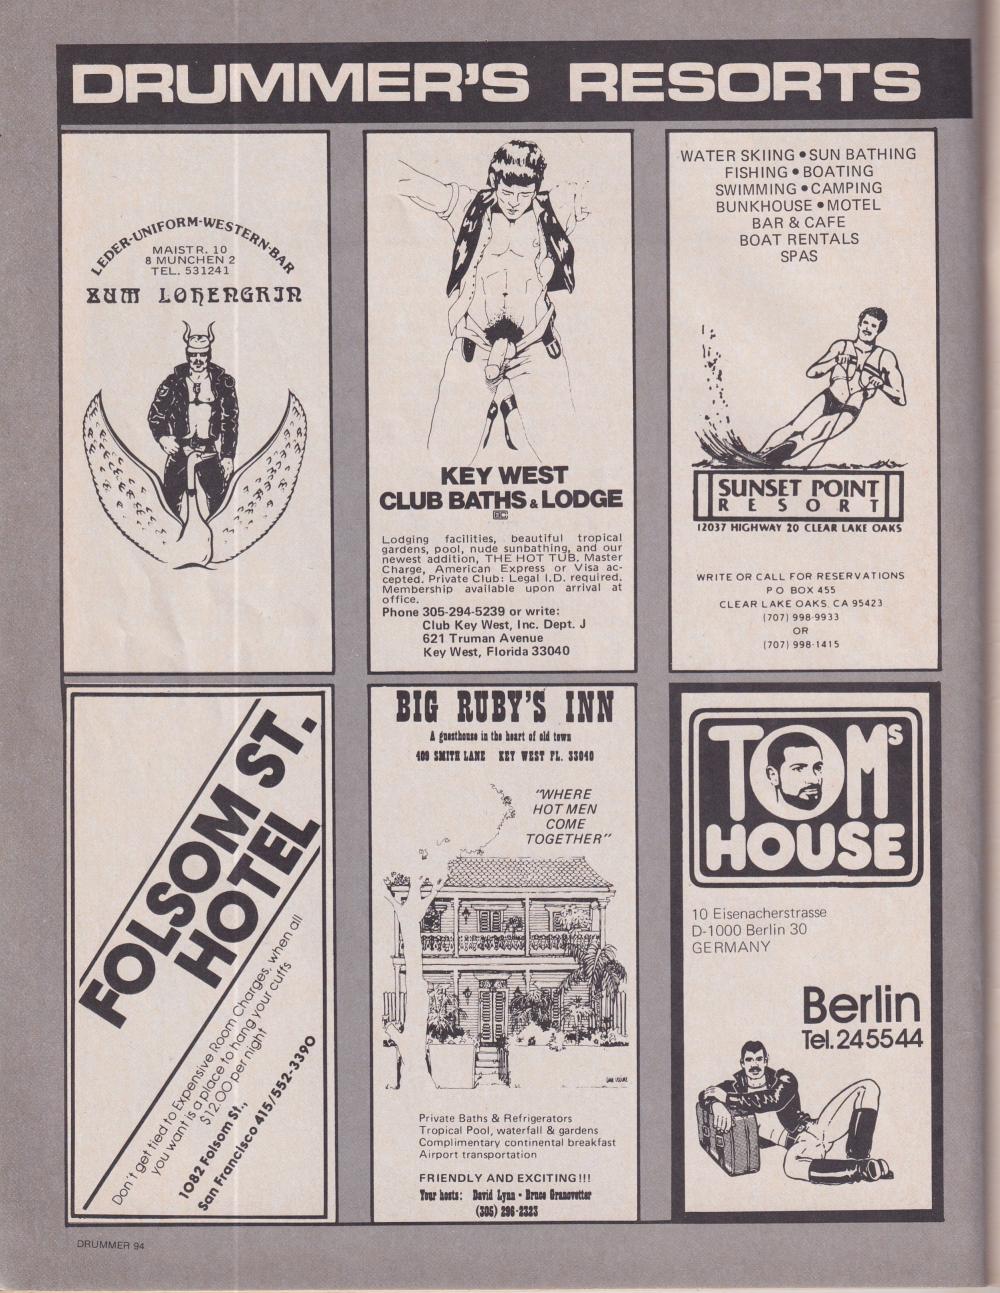 DRUMMER'S RESORTS
LEDER-UNIFORM-WESTERN-BAR
MAISTR. 10
8 MUNCHEN 2
TEL. 531241
ZUM LOHENGRIN
KEY WEST
CLUB BATHS & LODGE
Lodging facilities, beautiful tropical
gardens, pool, nude sunbathing, and our
newest addition, THE HOT TUB. Master
Charge, American Express or Visa ac-
cepted. Private Club: Legal I.D. required.
Membership available upon arrival at
office.
Phone 305-294-5239 or write:
Club Key West, Inc. Dept. J
621 Truman Avenue
Key West, Florida 33040
WATER SKIING • SUN BATHING
FISHING • BOATING
SWIMMING • CAMPING
BUNKHOUSE • MOTEL
BAR & CAFE
BOAT RENTALS
SPAS
SUNSET POINT
RESORT
12037 HIGHWAY 20 CLEAR LAKE OAKS
WRITE OR CALL FOR RESERVATIONS
P O BOX 455
CLEAR LAKE OAKS, CA 95423
(707) 998-9933
OR
(707) 998-1415
FOLSOM ST.
HOTEL
Don't get tied to Expensive Room Charges, when all
you want is a place to hang your cuffs
$12.00 per night
1082 Folsom St.,
San Francisco 415/552-3390
BIG RUBY'S INN
A guesthouse in the heart of old town
409 SMITH LANE KEY WEST FL. 33040
"WHERE
HOT MEN
COME
TOGETHER"
Private Baths & Refrigerators
Tropical Pool, waterfall & gardens
Complimentary continental breakfast
Airport transportation
FRIENDLY AND EXCITING!!!
Your hosts: David Lynn - Bruce Granovetter
(305) 296-2323
TOMS
HOUSE
10 Eisenacherstrasse
D-1000 Berlin 30
GERMANY
Berlin
Tel. 24 55 44
DRUMMER 94